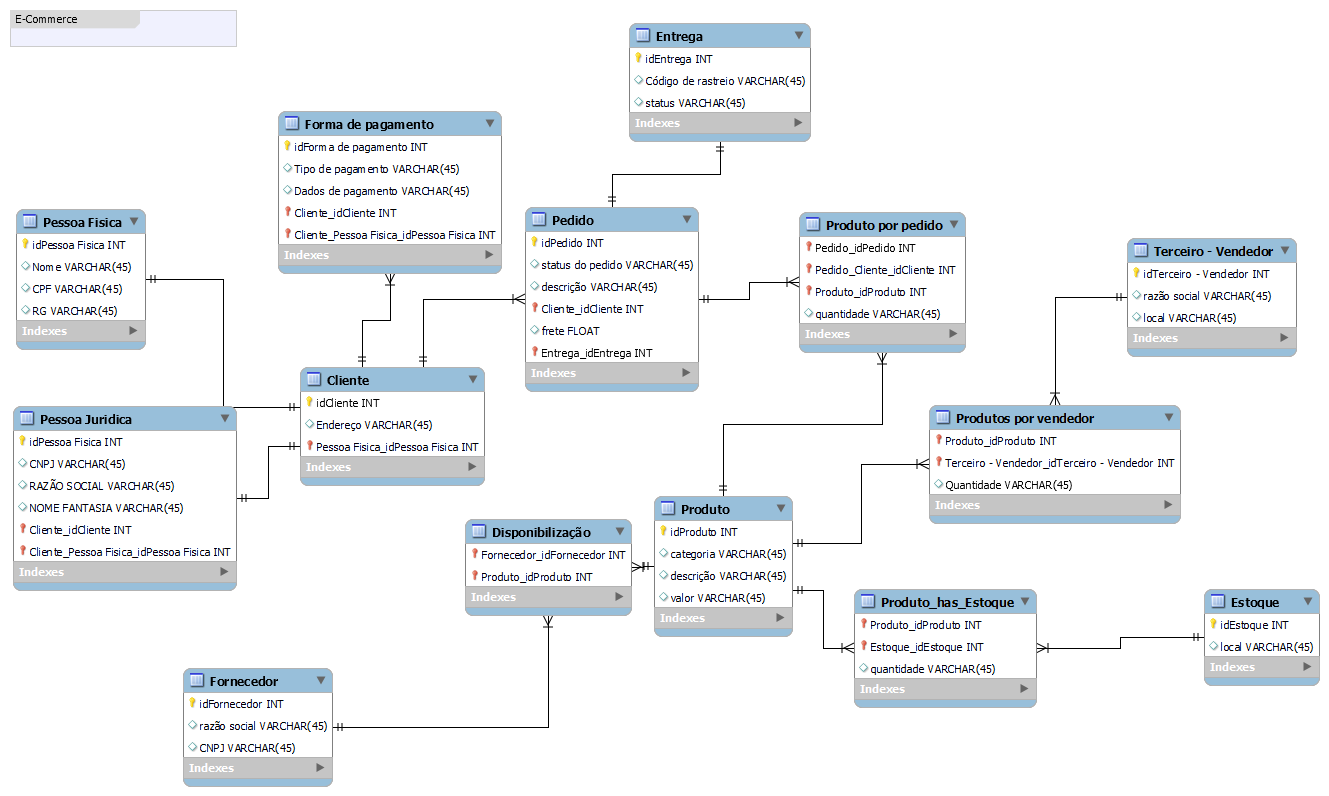 E-Commerce
Entrega
idEntrega INT
Código de rastreio VARCHAR(45)
status VARCHAR(45)
Indexes
Forma de pagamento
idForma de pagamento INT
Tipo de pagamento VARCHAR(45)
Dados de pagamento VARCHAR(45)
Cliente_idCliente INT
Cliente_Pessoa Fisica_idPessoa Fisica INT
Indexes
Pessoa Fisica
idPessoa Fisica INT
Nome VARCHAR(45)
CPF VARCHAR(45)
RG VARCHAR(45)
Indexes
Pedido
idPedido INT
status do pedido VARCHAR(45)
descrição VARCHAR(45)
Cliente_idCliente INT
frete FLOAT
Entrega_idEntrega INT
Indexes
Produto por pedido
Pedido_idPedido INT
Pedido_Cliente_idCliente INT
Produto_idProduto INT
quantidade VARCHAR(45)
Indexes
Terceiro - Vendedor
idTerceiro - Vendedor INT
razão social VARCHAR(45)
local VARCHAR(45)
Indexes
Cliente
idCliente INT
Endereço VARCHAR(45)
Pessoa Fisica_idPessoa Fisica INT
Indexes
Pessoa Juridica
idPessoa Fisica INT
CNPJ VARCHAR(45)
RAZÃO SOCIAL VARCHAR(45)
NOME FANTASIA VARCHAR(45)
Cliente_idCliente INT
Cliente_Pessoa Fisica_idPessoa Fisica INT
Indexes
Produtos por vendedor
Produto_idProduto INT
Terceiro - Vendedor_idTerceiro - Vendedor INT
Quantidade VARCHAR(45)
Indexes
Produto
idProduto INT
categoria VARCHAR(45)
descrição VARCHAR(45)
valor VARCHAR(45)
Indexes
Disponibilização
Fornecedor_idFornecedor INT
Produto_idProduto INT
Indexes
Produto_has_Estoque
Produto_idProduto INT
Estoque_idEstoque INT
quantidade VARCHAR(45)
Indexes
Estoque
idEstoque INT
local VARCHAR(45)
Indexes
Fornecedor
idFornecedor INT
razão social VARCHAR(45)
CNPJ VARCHAR(45)
Indexes